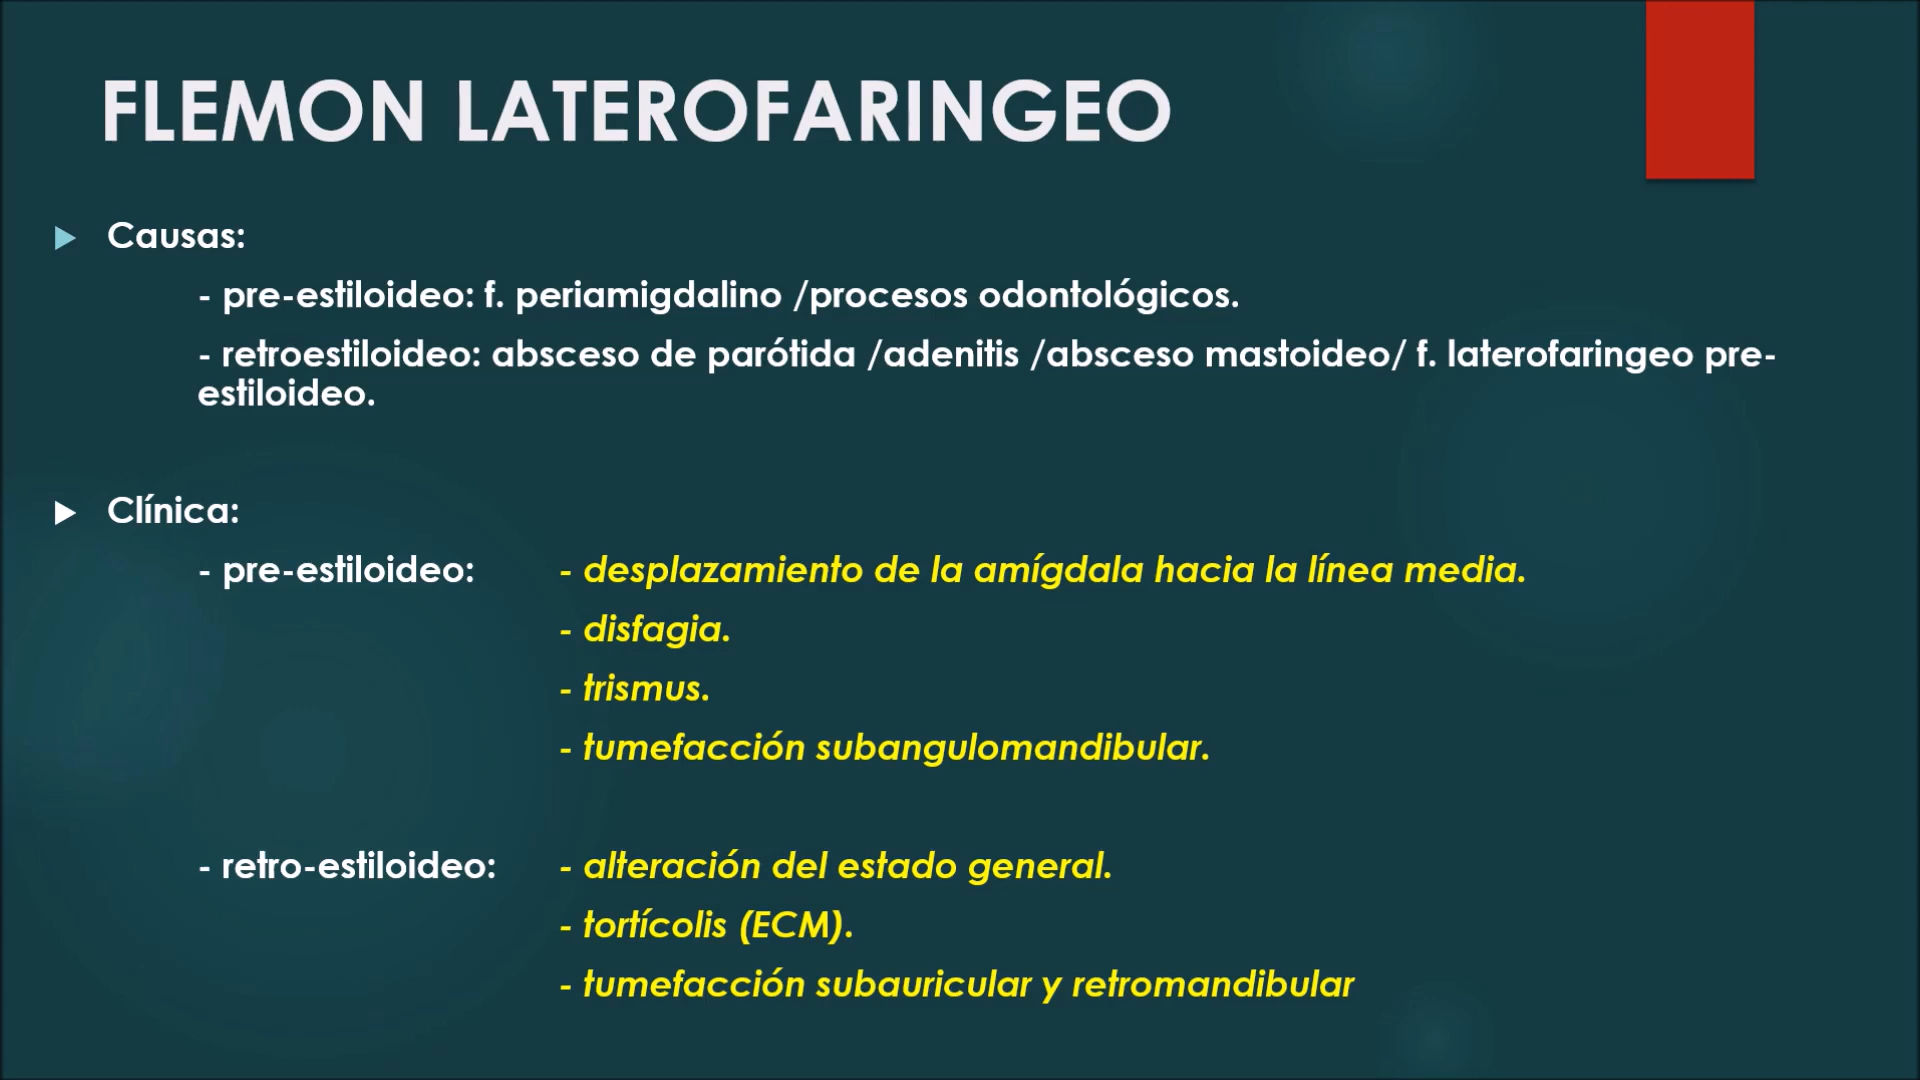 FLEMON LATEROFARINGEO
Causas:
- pre-estiloideo: f. periamigdalino /procesos odontológicos.
- retroestiloideo: absceso de parótida /adenitis /absceso mastoideo/ f. laterofaringeo pre-
estiloideo.
Clínica:
- pre-estiloideo: - desplazamiento de la amígdala hacia la línea media.
- disfagia.
- trismus.
- tumefacción subangulomandibular.
- retro-estiloideo: - alteración del estado general.
- tortícolis (ECM).
- tumefacción subauricular y retromandibular